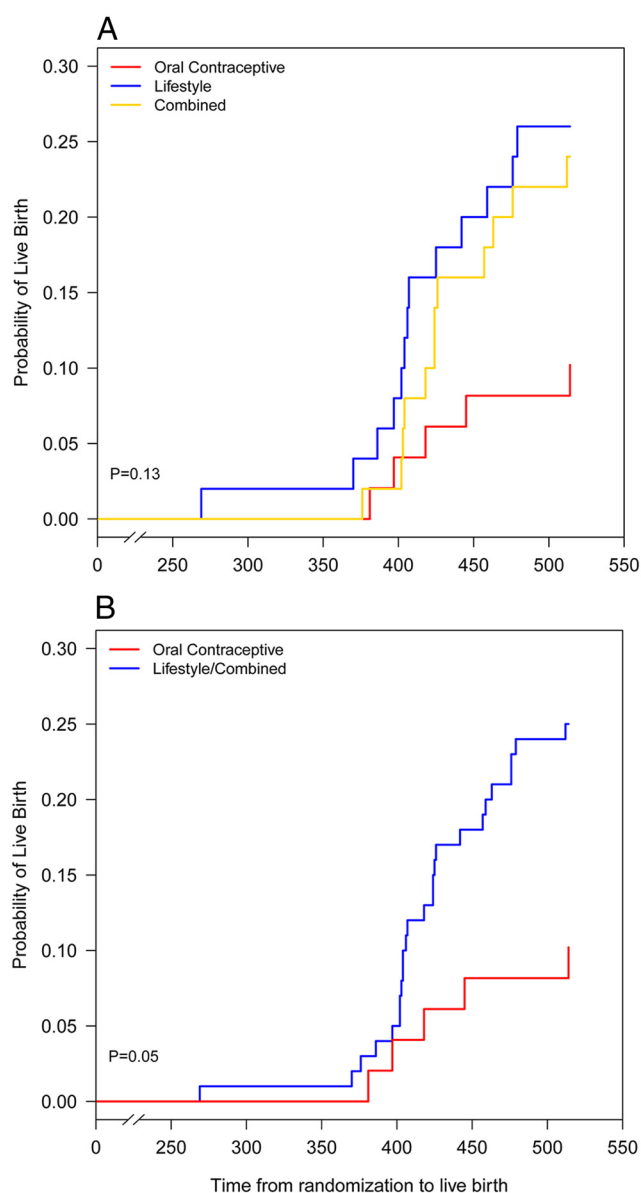 A
0.30
Oral Contraceptive
Lifestyle
Combined
0.25
0.20
0.15
0.10
0.05
0.00
Probability of Live Birth
P=0.13
0 250 300 350 400 450 500 550
B
0.30
Oral Contraceptive
Lifestyle/Combined
0.25
0.20
0.15
0.10
0.05
0.00
Probability of Live Birth
P=0.05
0 250 300 350 400 450 500 550
Time from randomization to live birth